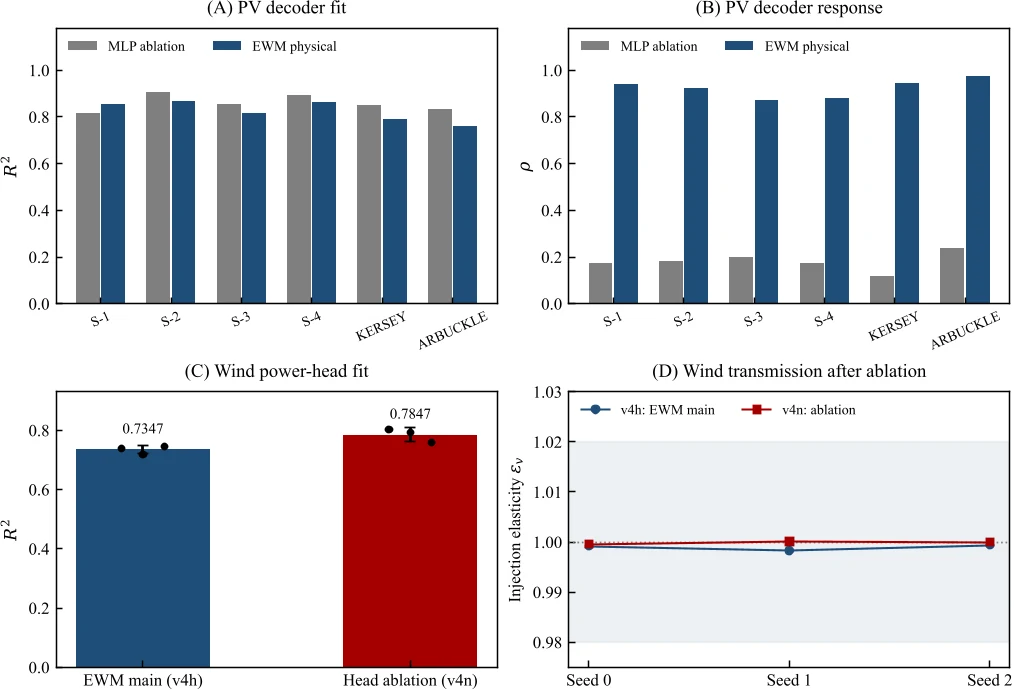 (A) PV decoder fit
MLP ablation
EWM physical
1.0
0.8
0.6
0.4
0.2
0.0
R²
S-1
S-2
S-3
S-4
KERSEY
ARBUCKLE
(B) PV decoder response
MLP ablation
EWM physical
1.0
0.8
0.6
0.4
0.2
0.0
ρ
S-1
S-2
S-3
S-4
KERSEY
ARBUCKLE
(C) Wind power-head fit
0.7347
0.7847
0.8
0.6
0.4
0.2
0.0
R²
EWM main (v4h)
Head ablation (v4n)
(D) Wind transmission after ablation
v4h: EWM main
v4n: ablation
1.03
1.02
1.01
1.00
0.99
0.98
Injection elasticity εᵥ
Seed 0
Seed 1
Seed 2